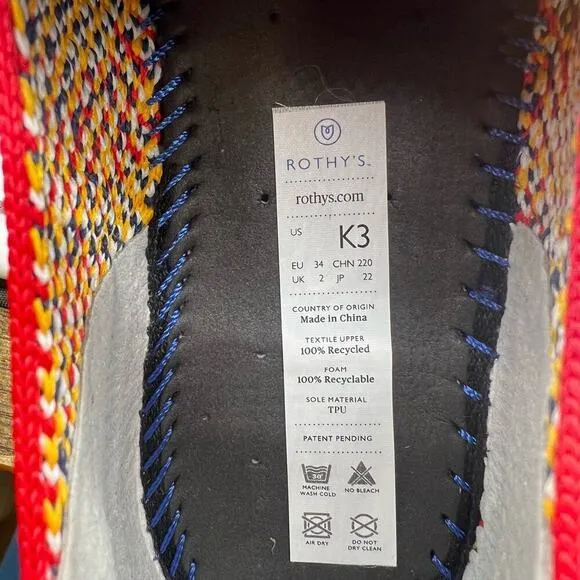 ROTHY'S™
rothys.com
US K3
EU 34 CHN 220
UK 2 JP 22
COUNTRY OF ORIGIN
Made in China
TEXTILE UPPER
100% Recycled
FOAM
100% Recyclable
SOLE MATERIAL
TPU
PATENT PENDING
30°
MACHINE WASH COLD
NO BLEACH
AIR DRY
DO NOT DRY CLEAN